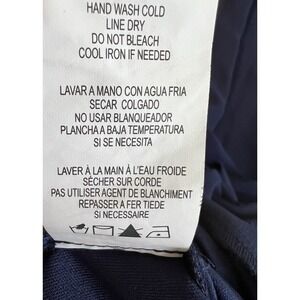 HAND WASH COLD
LINE DRY
DO NOT BLEACH
COOL IRON IF NEEDED
LAVAR A MANO CON AGUA FRIA
SECAR COLGADO
NO USAR BLANQUEADOR
PLANCHA A BAJA TEMPERATURA
SI SE NECESITA
LAVER À LA MAIN À L'EAU FROIDE
SÉCHER SUR CORDE
PAS UTILISER AGENT DE BLANCHIMENT
REPASSER A FER TIEDE
SI NECESSAIRE